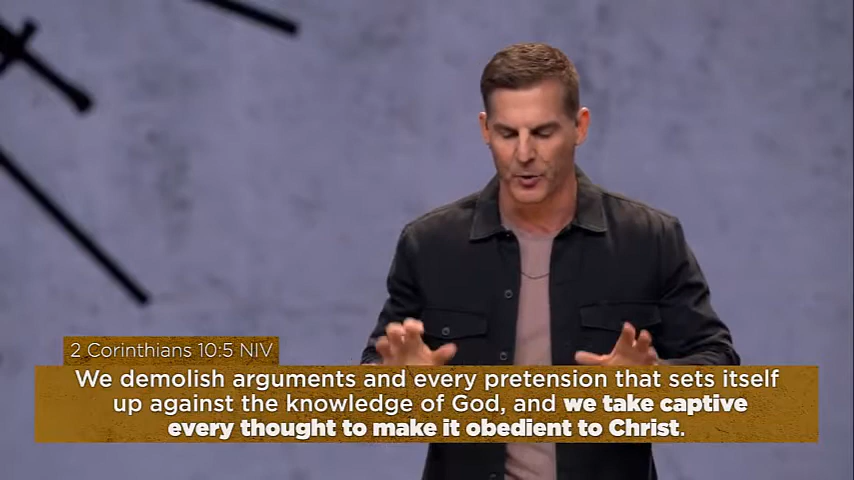 2 Corinthians 10:5 NIV
We demolish arguments and every pretension that sets itself
up against the knowledge of God, and we take captive
every thought to make it obedient to Christ.